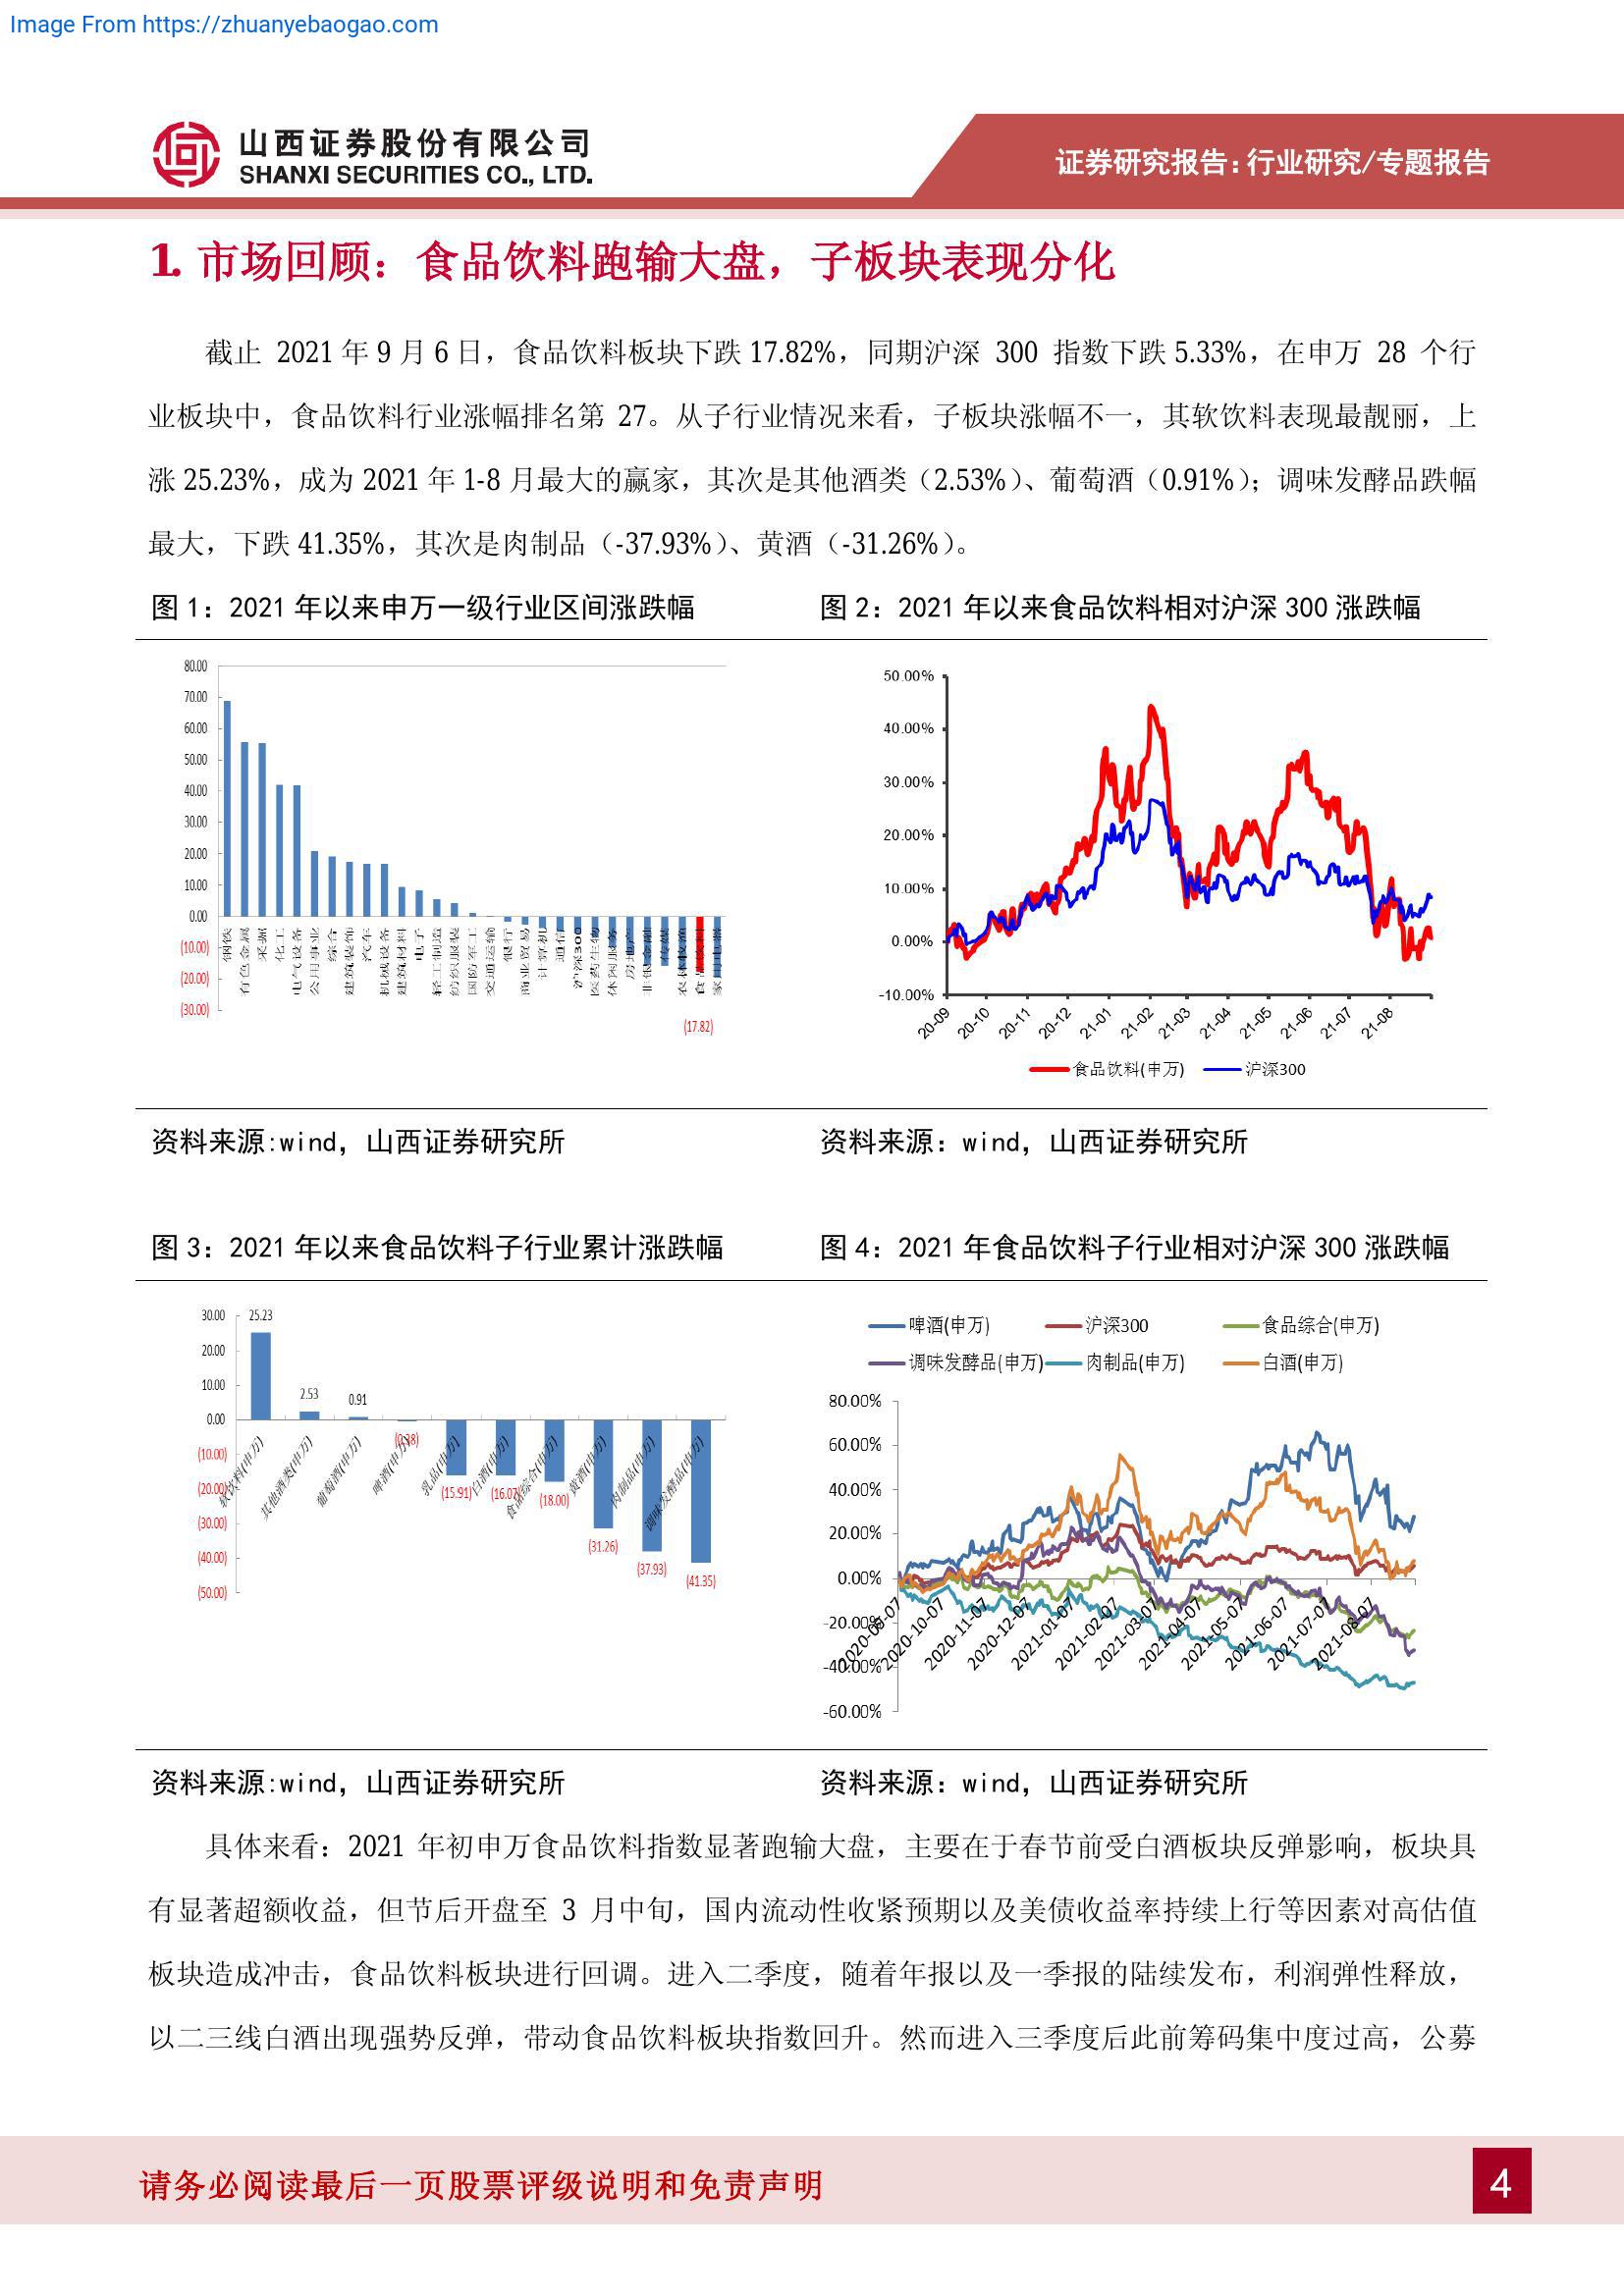 Image From https://zhuanyebaogao.com
山西证券股份有限公司
SHANXI SECURITIES CO., LTD.
证券研究报告:行业研究/专题报告
1. 市场回顾：食品饮料跑输大盘，子板块表现分化
截止 2021 年 9 月 6 日，食品饮料板块下跌 17.82%，同期沪深 300 指数下跌 5.33%，在申万 28 个行
业板块中，食品饮料行业涨幅排名第 27。从子行业情况来看，子板块涨幅不一，其软饮料表现最靓丽，上
涨 25.23%，成为 2021 年 1-8 月最大的赢家，其次是其他酒类（2.53%）、葡萄酒（0.91%）；调味发酵品跌幅
最大，下跌 41.35%，其次是肉制品（-37.93%）、黄酒（-31.26%）。
图 1：2021 年以来申万一级行业区间涨跌幅
80.00
70.00
60.00
50.00
40.00
30.00
20.00
10.00
0.00
(10.00)
(20.00)
(30.00)
钢铁
有色金属
采掘
化工
电气设备
公用事业
综合
建筑装饰
汽车
机械设备
建筑材料
电子
轻工制造
纺织服装
国防军工
交通运输
银行
商业贸易
计算机
通信
沪深300
医药生物
休闲服务
房地产
非银金融
传媒
农林牧渔
食品饮料
家用电器
(17.82)
图 2：2021 年以来食品饮料相对沪深 300 涨跌幅
50.00%
40.00%
30.00%
20.00%
10.00%
0.00%
-10.00%
20-09
20-10
20-11
20-12
21-01
21-02
21-03
21-04
21-05
21-06
21-07
21-08
食品饮料(申万)
沪深300
资料来源:wind，山西证券研究所
资料来源：wind，山西证券研究所
图 3：2021 年以来食品饮料子行业累计涨跌幅
30.00
20.00
10.00
0.00
(10.00)
(20.00)
(30.00)
(40.00)
(50.00)
25.23
2.53
0.91
(0.38)
(15.91)
(16.07)
(18.00)
(31.26)
(37.93)
(41.35)
软饮料(申万)
其他酒类(申万)
葡萄酒(申万)
啤酒(申万)
乳品(申万)
白酒(申万)
食品综合(申万)
黄酒(申万)
肉制品(申万)
调味发酵品(申万)
图 4：2021 年食品饮料子行业相对沪深 300 涨跌幅
啤酒(申万)
沪深300
食品综合(申万)
调味发酵品(申万)
肉制品(申万)
白酒(申万)
80.00%
60.00%
40.00%
20.00%
0.00%
-20.00%
-40.00%
-60.00%
2020-09-07
2020-10-07
2020-11-07
2020-12-07
2021-01-07
2021-02-07
2021-03-07
2021-04-07
2021-05-07
2021-06-07
2021-07-07
2021-08-07
资料来源:wind，山西证券研究所
资料来源：wind，山西证券研究所
具体来看：2021 年初申万食品饮料指数显著跑输大盘，主要在于春节前受白酒板块反弹影响，板块具
有显著超额收益，但节后开盘至 3 月中旬，国内流动性收紧预期以及美债收益率持续上行等因素对高估值
板块造成冲击，食品饮料板块进行回调。进入二季度，随着年报以及一季报的陆续发布，利润弹性释放，
以二三线白酒出现强势反弹，带动食品饮料板块指数回升。然而进入三季度后此前筹码集中度过高，公募
请务必阅读最后一页股票评级说明和免责声明
4